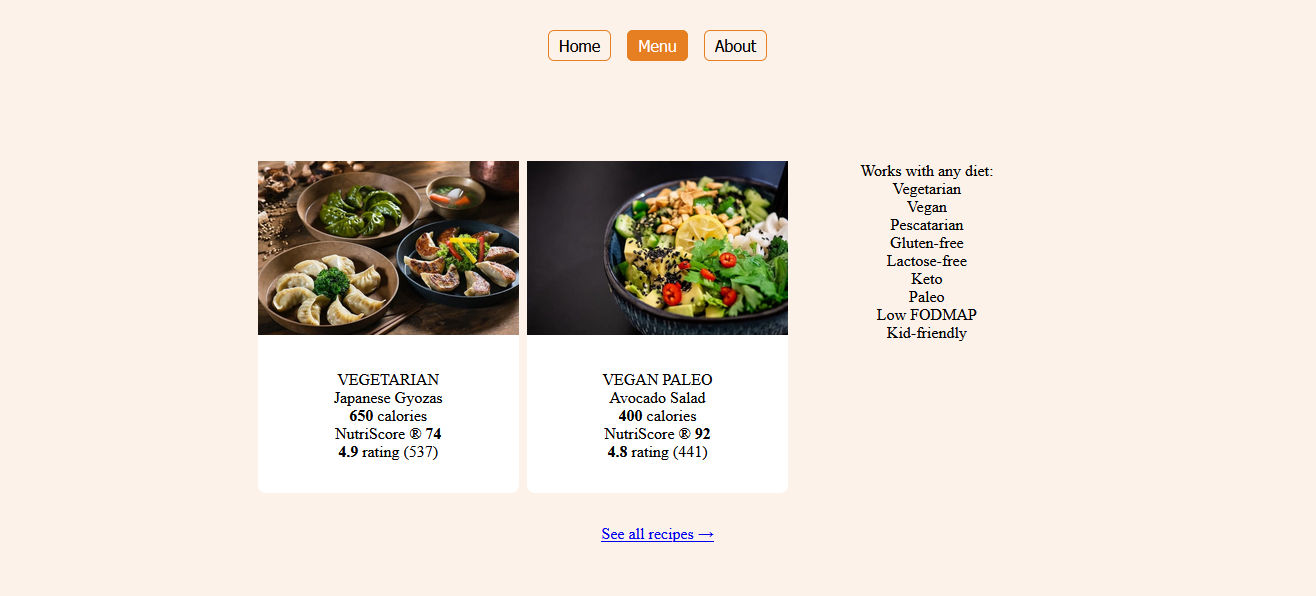 Home
Menu
About
VEGETARIAN
Japanese Gyozas
650 calories
NutriScore ® 74
4.9 rating (537)
VEGAN PALEO
Avocado Salad
400 calories
NutriScore ® 92
4.8 rating (441)
Works with any diet:
Vegetarian
Vegan
Pescatarian
Gluten-free
Lactose-free
Keto
Paleo
Low FODMAP
Kid-friendly
See all recipes →